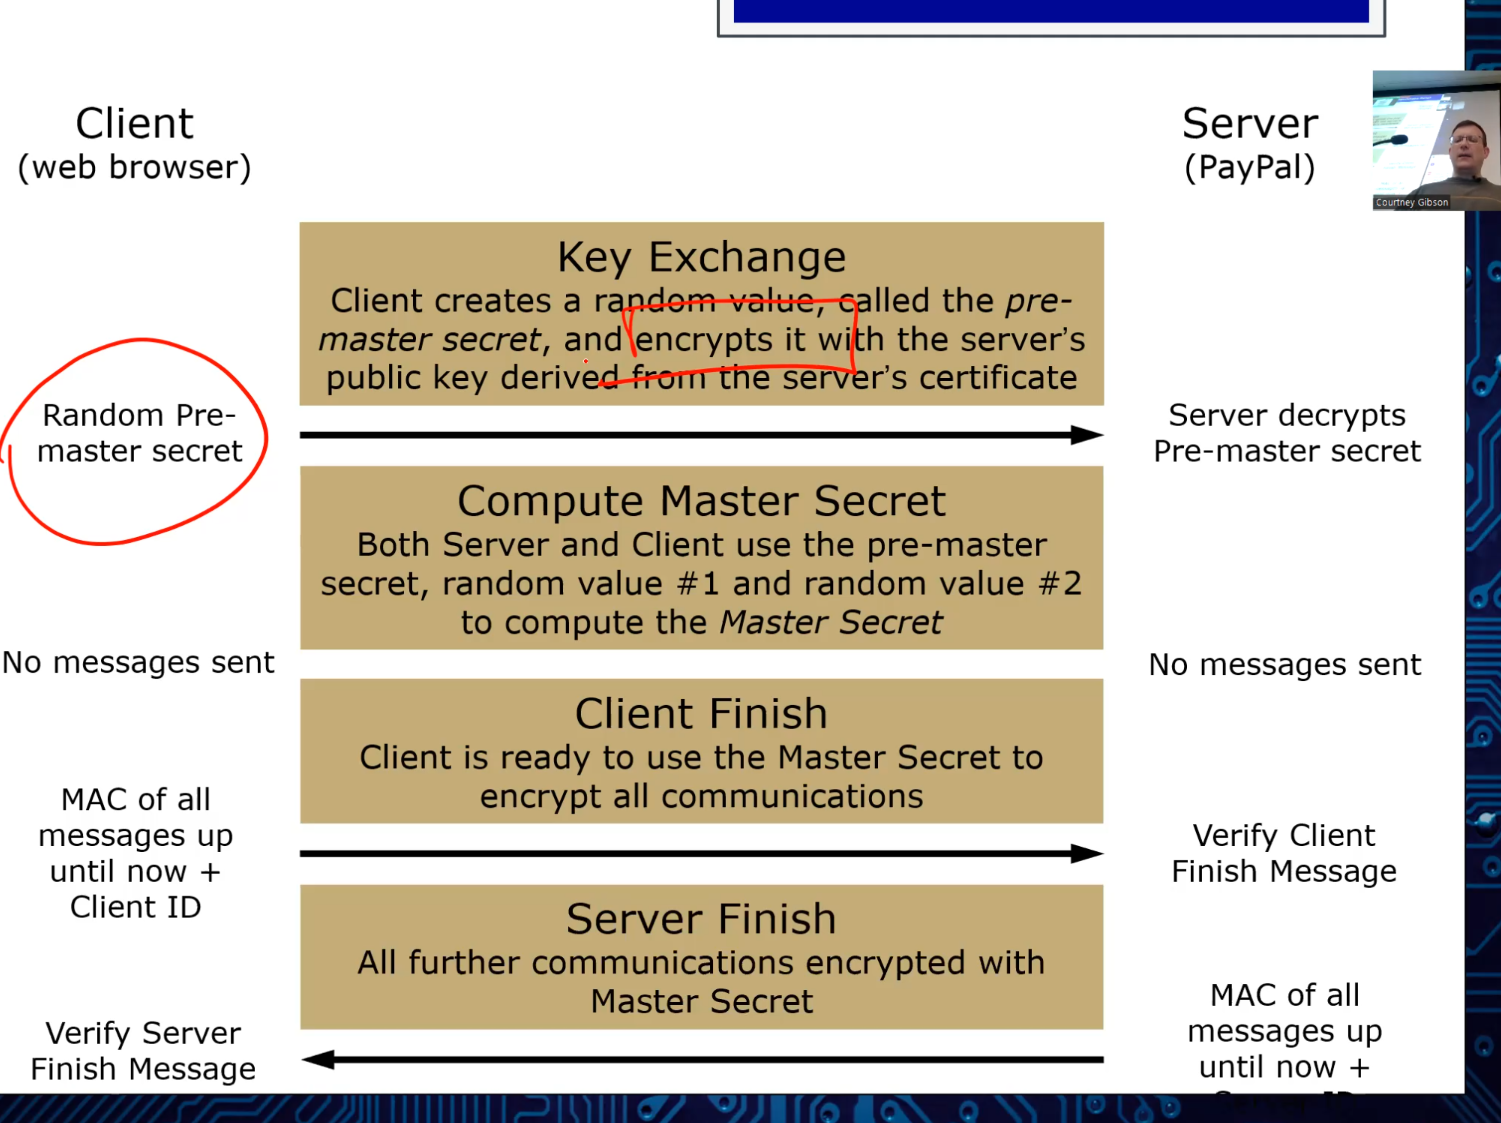 Client
(web browser)
Server
(PayPal)
Courtney Gibson
Key Exchange
Client creates a random value, called the pre-
master secret, and encrypts it with the server's
public key derived from the server's certificate
Random Pre-
master secret
Server decrypts
Pre-master secret
Compute Master Secret
Both Server and Client use the pre-master
secret, random value #1 and random value #2
to compute the Master Secret
No messages sent
No messages sent
Client Finish
Client is ready to use the Master Secret to
encrypt all communications
MAC of all
messages up
until now +
Client ID
Verify Client
Finish Message
Server Finish
All further communications encrypted with
Master Secret
Verify Server
Finish Message
MAC of all
messages up
until now +